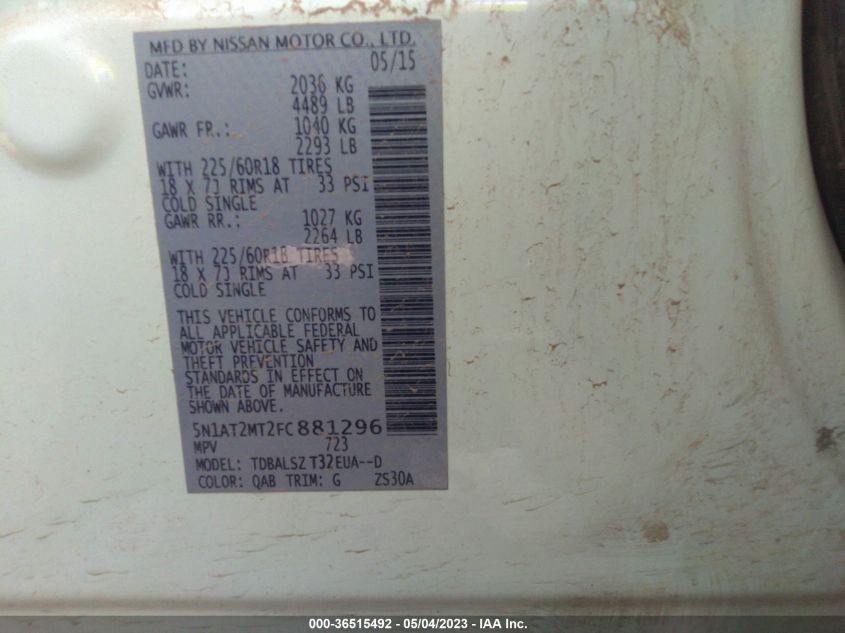 MFD BY NISSAN MOTOR CO., LTD.
DATE: 05/15
GVWR: 2036 KG
4489 LB
GAWR FR.: 1040 KG
2293 LB
WITH 225/60R18 TIRES
18 X 7J RIMS AT 33 PSI
COLD SINGLE
GAWR RR.: 1027 KG
2264 LB
WITH 225/60R18 TIRES
18 X 7J RIMS AT 33 PSI
COLD SINGLE
THIS VEHICLE CONFORMS TO
ALL APPLICABLE FEDERAL
MOTOR VEHICLE SAFETY AND
THEFT PREVENTION
STANDARDS IN EFFECT ON
THE DATE OF MANUFACTURE
SHOWN ABOVE.
5N1AT2MT2FC881296
MPV 723
MODEL: TDBALSZ T32EUA--D
COLOR: QAB TRIM: G ZS30A
000-36515492 - 05/04/2023 - IAA Inc.